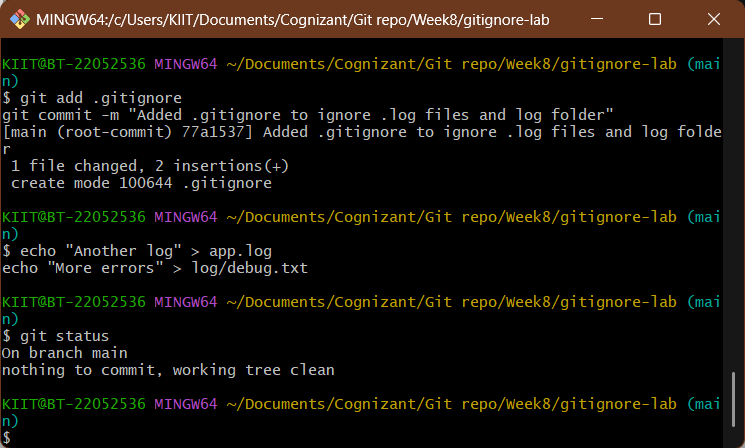 MINGW64:/c/Users/KIIT/Documents/Cognizant/Git repo/Week8/gitignore-lab
KIIT@BT-22052536 MINGW64 ~/Documents/Cognizant/Git repo/Week8/gitignore-lab (mai
n)
$ git add .gitignore
git commit -m "Added .gitignore to ignore .log files and log folder"
[main (root-commit) 77a1537] Added .gitignore to ignore .log files and log folde
r
 1 file changed, 2 insertions(+)
 create mode 100644 .gitignore
KIIT@BT-22052536 MINGW64 ~/Documents/Cognizant/Git repo/Week8/gitignore-lab (mai
n)
$ echo "Another log" > app.log
echo "More errors" > log/debug.txt
KIIT@BT-22052536 MINGW64 ~/Documents/Cognizant/Git repo/Week8/gitignore-lab (mai
n)
$ git status
On branch main
nothing to commit, working tree clean
KIIT@BT-22052536 MINGW64 ~/Documents/Cognizant/Git repo/Week8/gitignore-lab (mai
n)
$